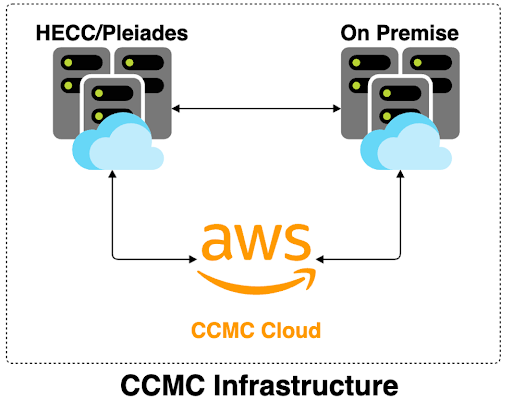 HECC/Pleiades
On Premise
aws
CCMC Cloud
CCMC Infrastructure